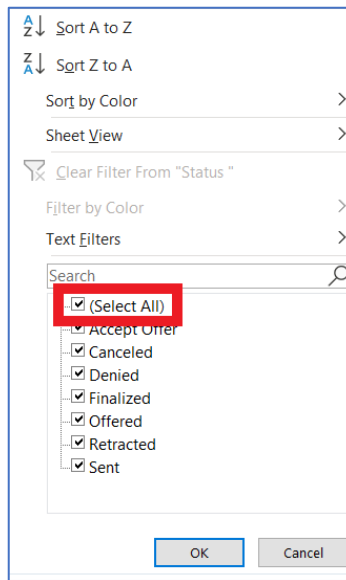 Sort A to Z
Sort Z to A
Sort by Color
Sheet View
Clear Filter From "Status "
Filter by Color
Text Filters
Search
(Select All)
Accept Offer
Canceled
Denied
Finalized
Offered
Retracted
Sent
OK Cancel